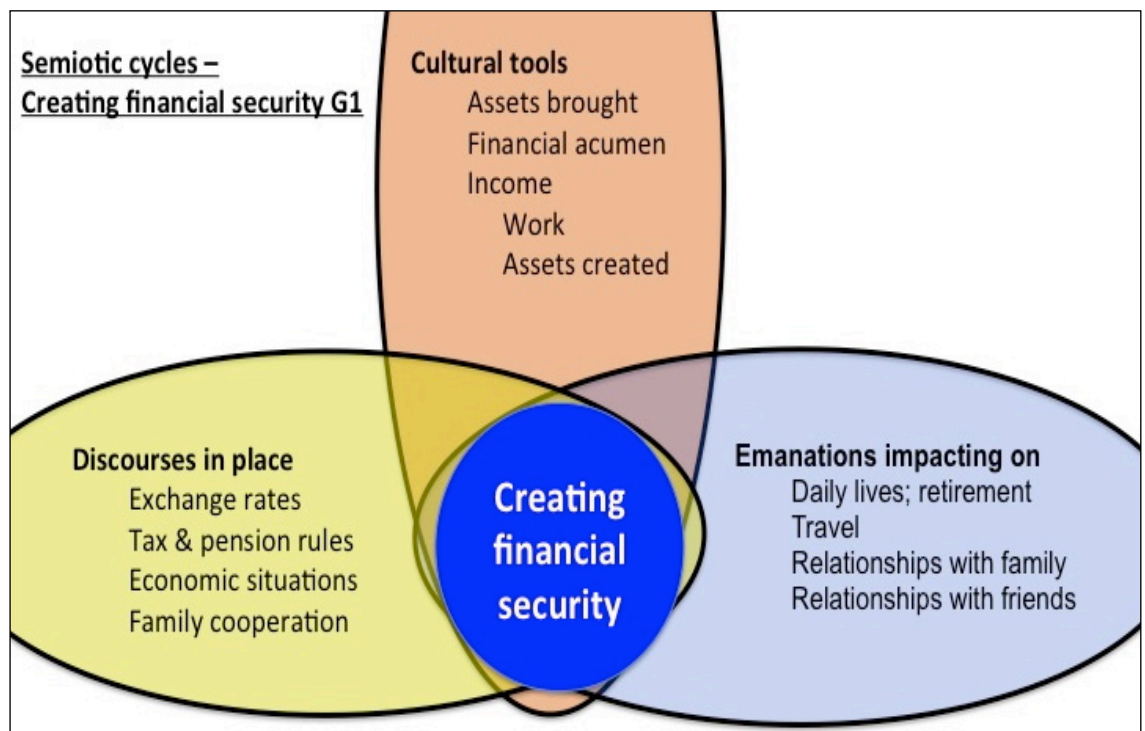 Semiotic cycles –
Creating financial security G1
Cultural tools
Assets brought
Financial acumen
Income
Work
Assets created
Discourses in place
Exchange rates
Tax & pension rules
Economic situations
Family cooperation
Creating
financial
security
Emanations impacting on
Daily lives; retirement
Travel
Relationships with family
Relationships with friends